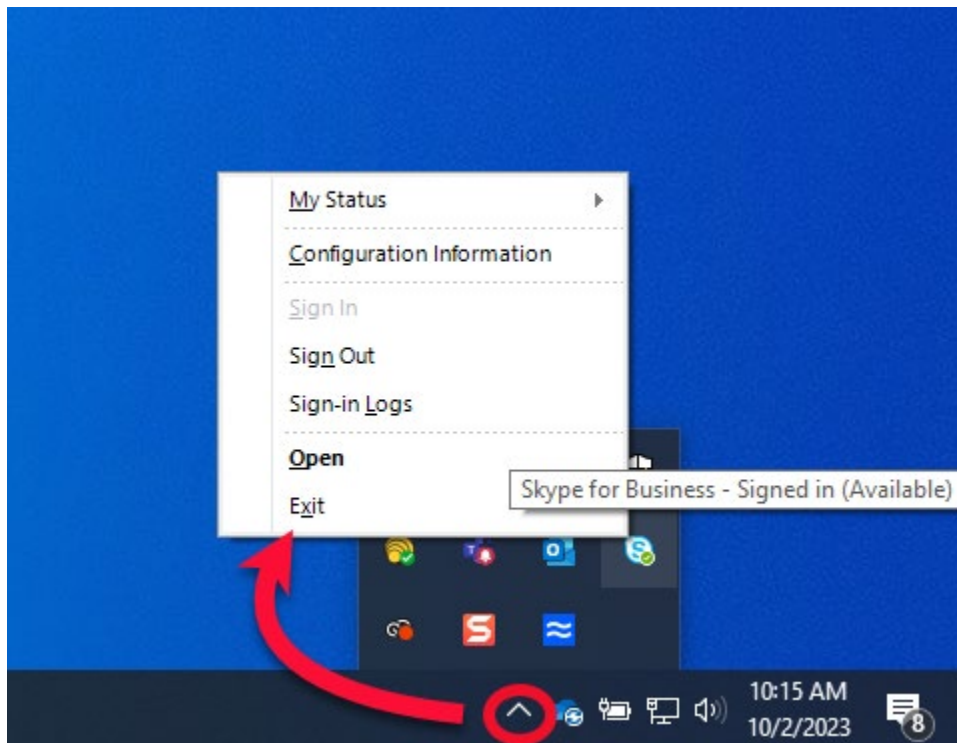 My Status
Configuration Information
Sign In
Sign Out
Sign-in Logs
Open
Skype for Business - Signed in (Available)
Exit
10:15 AM
10/2/2023
8